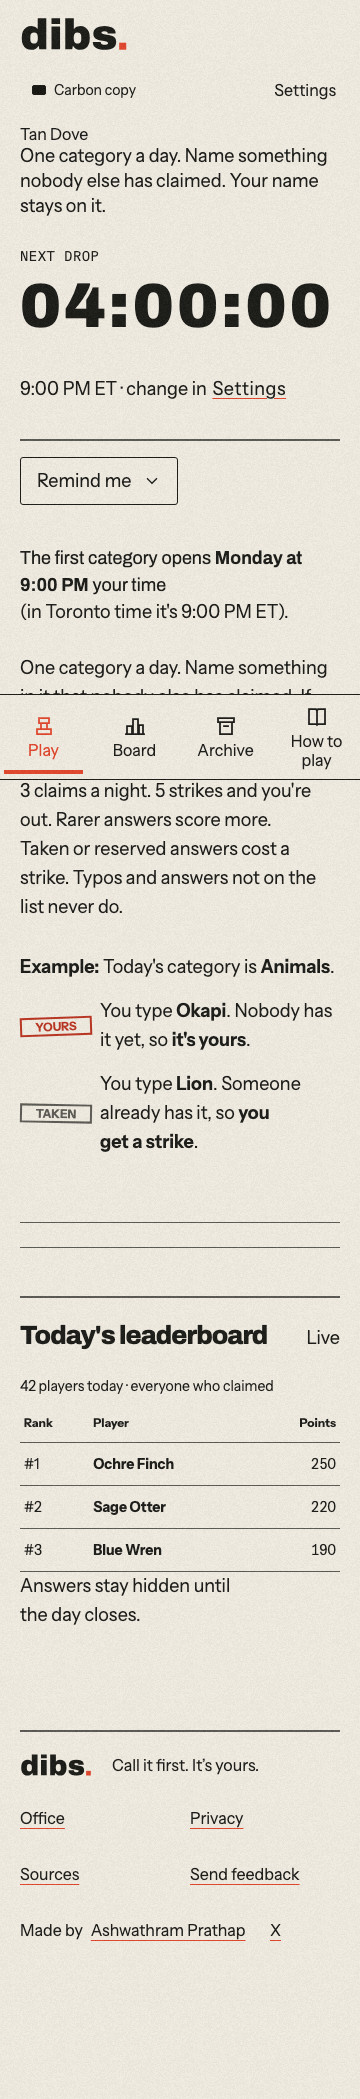 dibs.
Carbon copy
Settings
Tan Dove
One category a day. Name something
nobody else has claimed. Your name
stays on it.
NEXT DROP
04:00:00
9:00 PM ET · change in Settings
Remind me
The first category opens Monday at
9:00 PM your time
(in Toronto time it's 9:00 PM ET).
One category a day. Name something
in it that nobody else has claimed. If
Play
Board
Archive
How to
play
3 claims a night. 5 strikes and you're
out. Rarer answers score more.
Taken or reserved answers cost a
strike. Typos and answers not on the
list never do.
Example: Today's category is Animals.
YOURS
You type Okapi. Nobody has
it yet, so it's yours.
TAKEN
You type Lion. Someone
already has it, so you
get a strike.
Today's leaderboard
Live
42 players today · everyone who claimed
Rank Player Points
#1 Ochre Finch 250
#2 Sage Otter 220
#3 Blue Wren 190
Answers stay hidden until
the day closes.
dibs. Call it first. It's yours.
Office Privacy
Sources Send feedback
Made by Ashwathram Prathap X